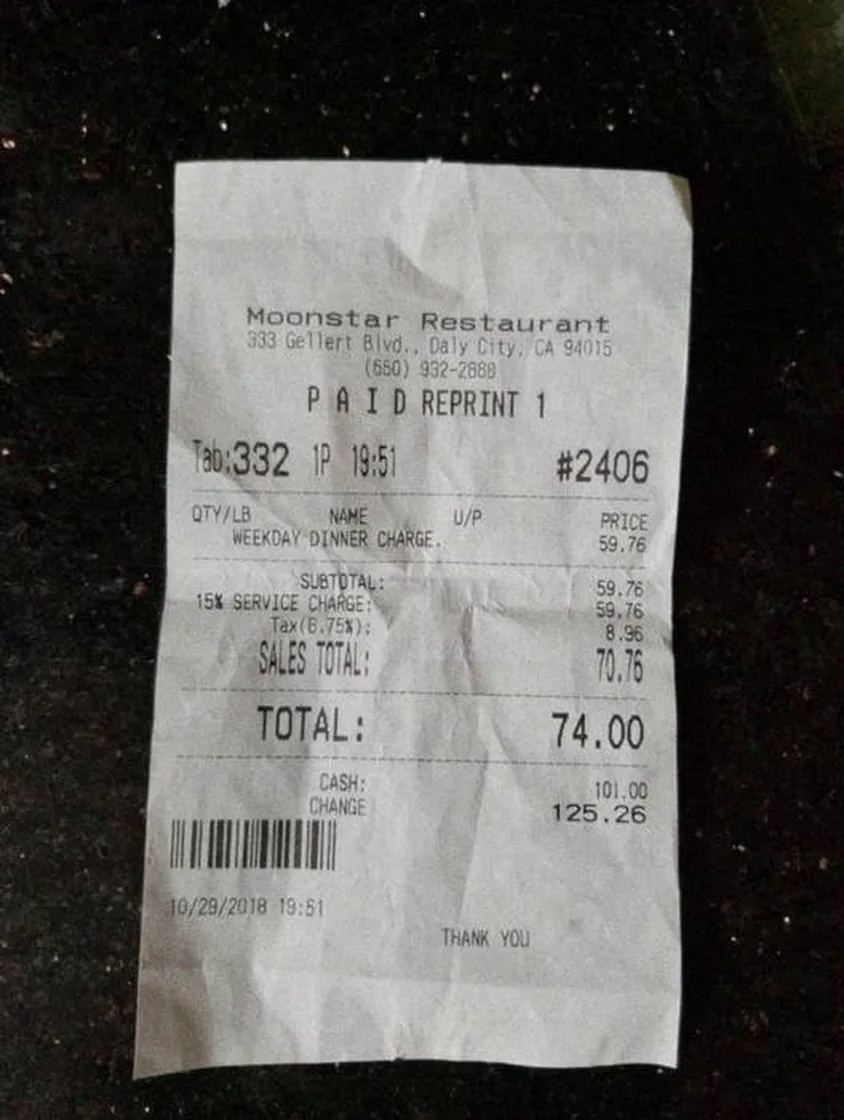 Moonstar Restaurant
333 Gellert Blvd., Daly City, CA 94015
(650) 932-2888
P A I D REPRINT 1
Tab:332 1P 19:51 #2406
QTY/LB NAME U/P PRICE
WEEKDAY DINNER CHARGE. 59.76
SUBTOTAL: 59.76
15% SERVICE CHARGE: 59.76
Tax(8.75%): 8.96
SALES TOTAL: 70.76
TOTAL: 74.00
CASH: 101.00
CHANGE 125.26
10/29/2018 19:51
THANK YOU